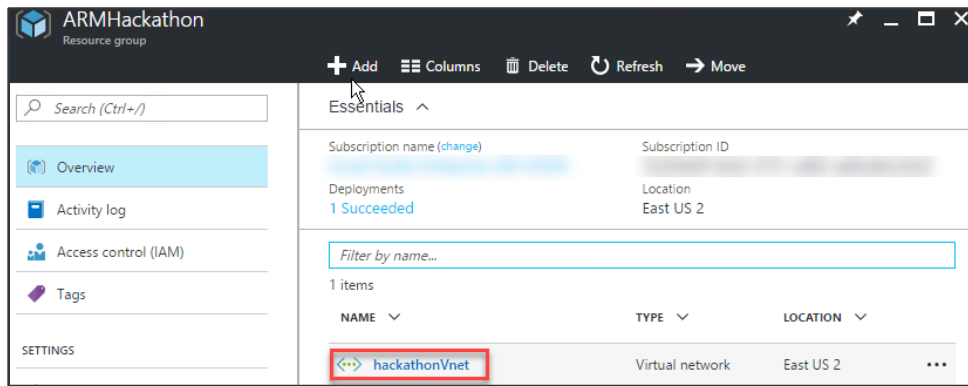 ARMHackathon
Resource group
Add Columns Delete Refresh Move
Search (Ctrl+/)
Overview
Activity log
Access control (IAM)
Tags
SETTINGS
Essentials
Subscription name (change) Subscription ID
Deployments Location
1 Succeeded East US 2
Filter by name...
1 items
NAME TYPE LOCATION
hackathonVnet Virtual network East US 2 ...